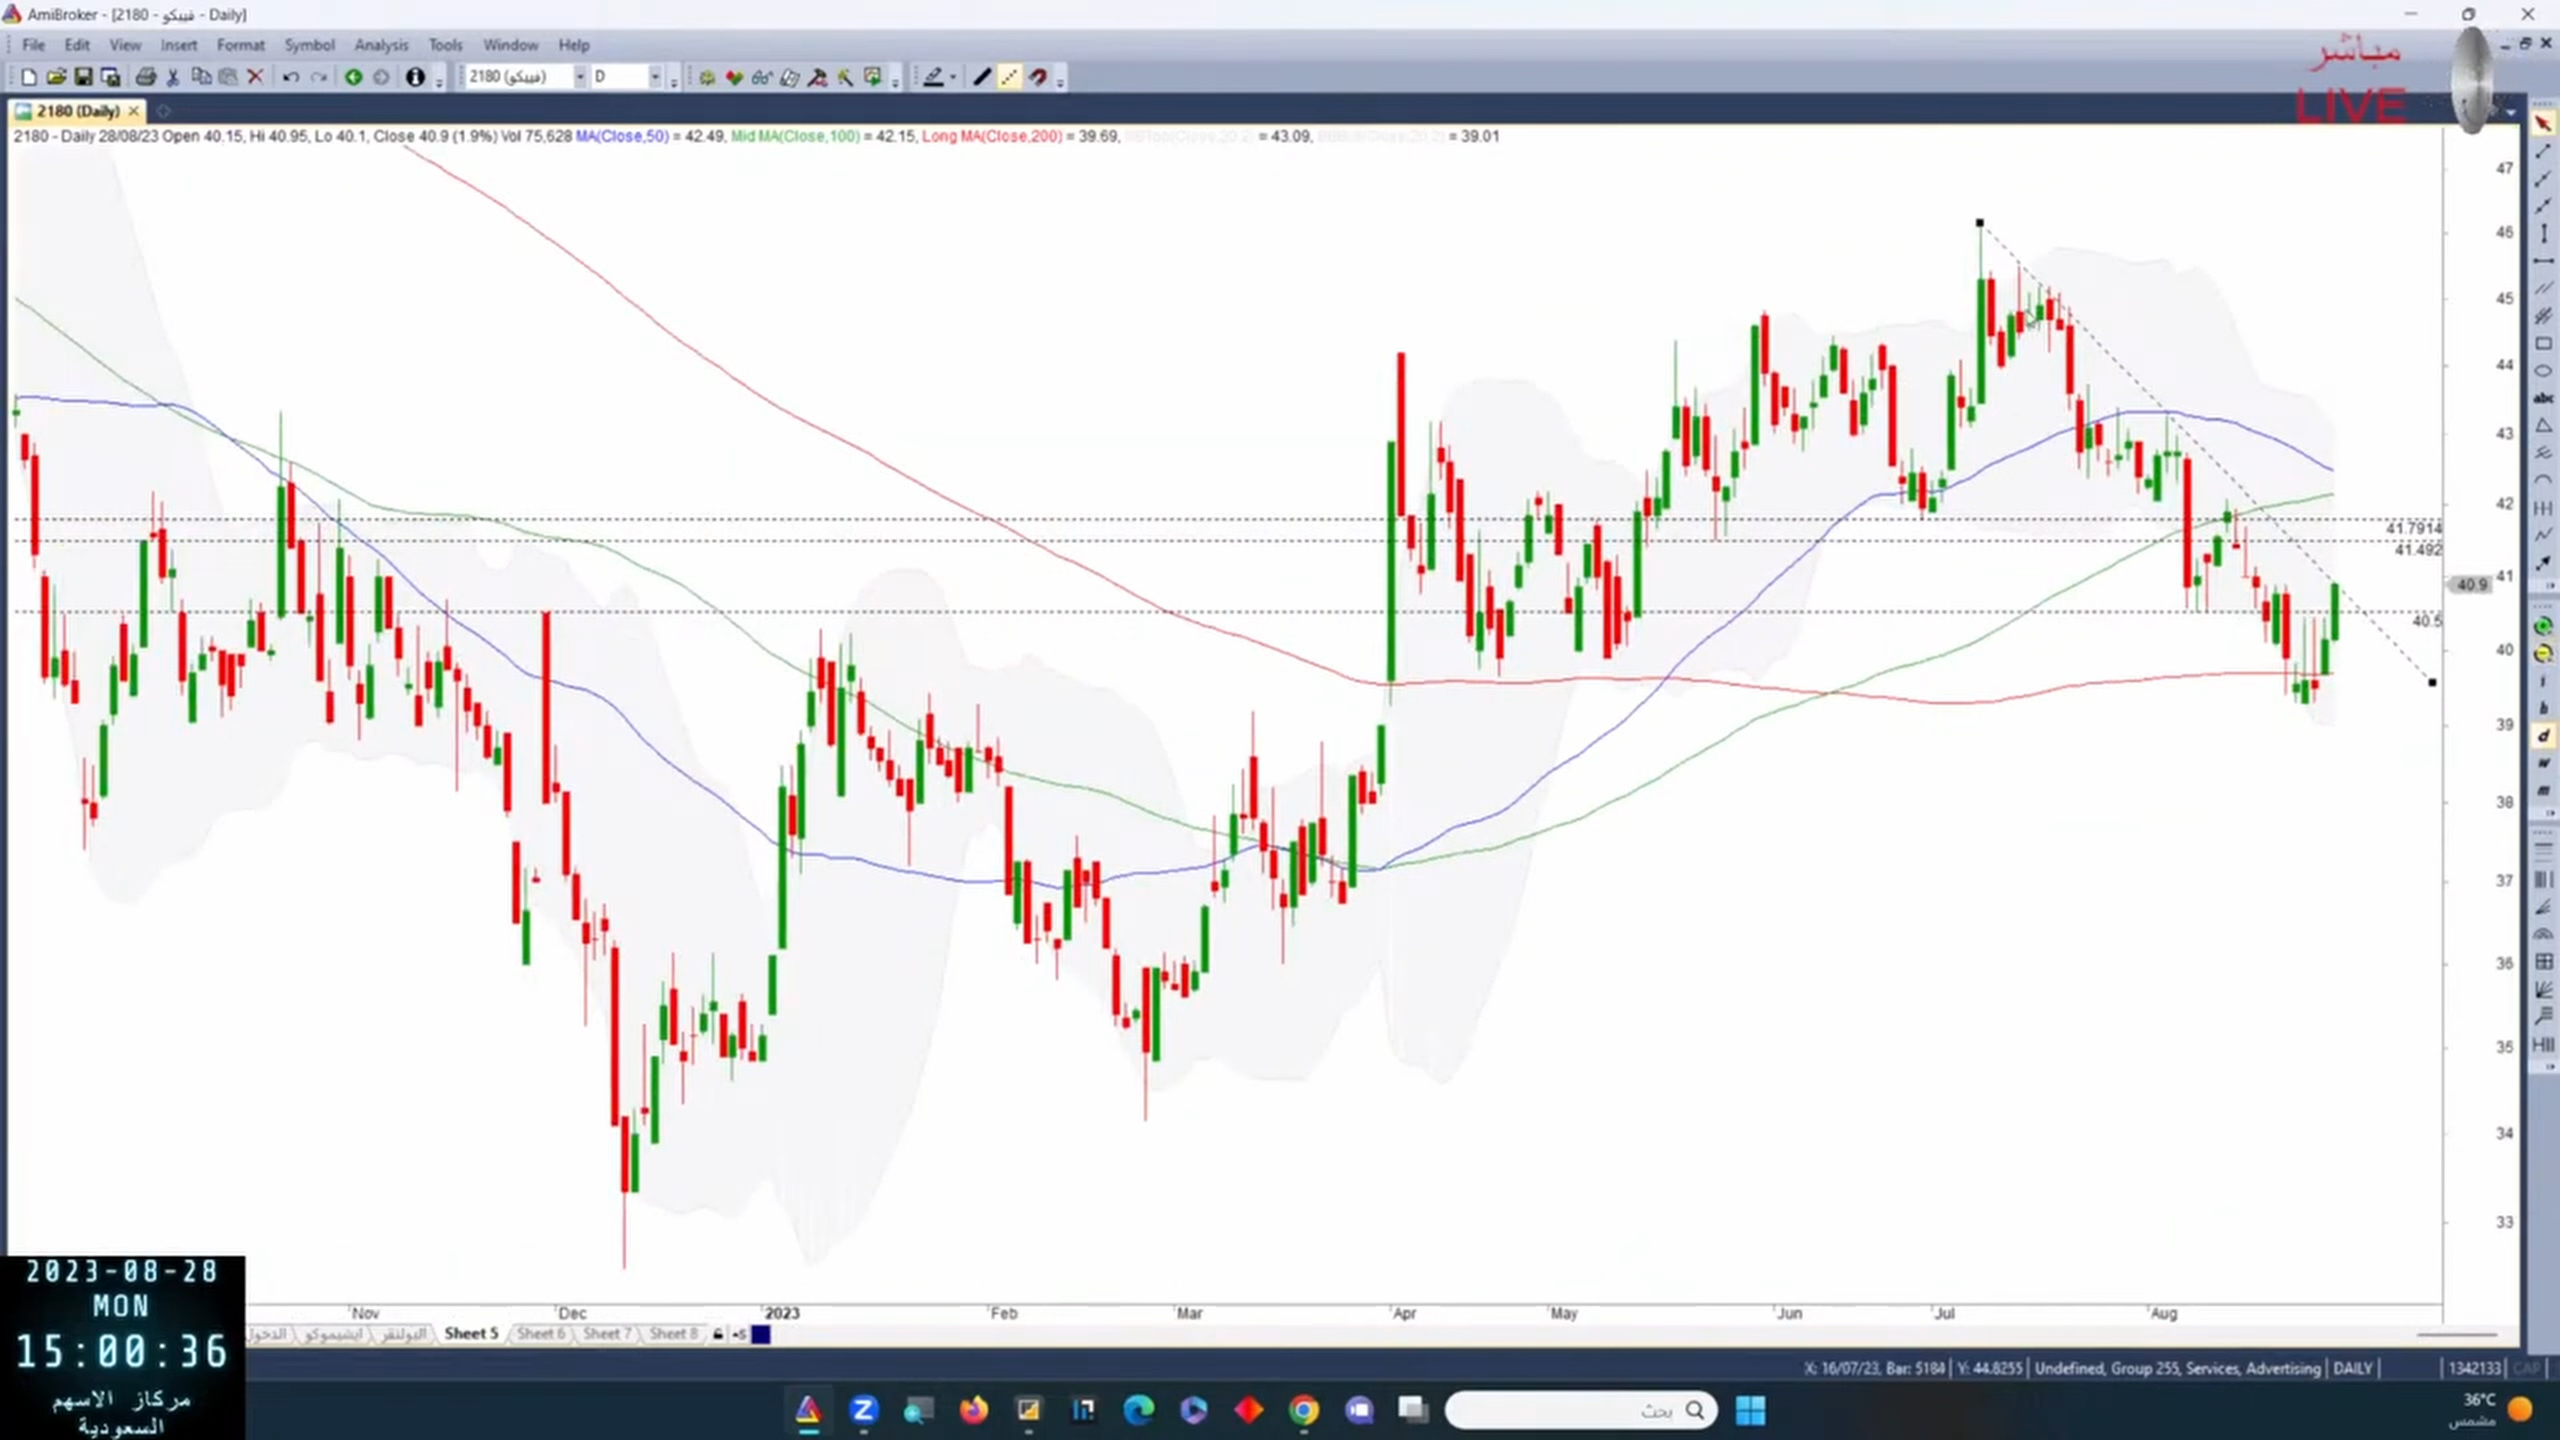 AmiBroker - [2180 - فيبكو - Daily]
File Edit View Insert Format Symbol Analysis Tools Window Help
مباشر
LIVE
2180 (فيبكو) D
2180 (Daily)
2180 - Daily 28/08/23 Open 40.15, Hi 40.95, Lo 40.1, Close 40.9 (1.9%) Vol 75,628 MA(Close,50) = 42.49, Mid MA(Close,100) = 42.15, Long MA(Close,200) = 39.69, = 43.09, = 39.01
47
46
45
44
43
42
41.7914
41.492
41
40.9
40.5
40
39
38
37
36
35
34
33
abc
i
b
d
w
m
Nov Dec 2023 Feb Mar Apr May Jun Jul Aug
الدخول ايشيموكو البولنقر Sheet 5 Sheet 6 Sheet 7 Sheet 8
2023-08-28
MON
15:00:36
مركاز الاسهم
السعودية
X: 16/07/23, Bar: 5184 Y: 44.8255 Undefined, Group 255, Services, Advertising DAILY 1342133 CAP
بحث
36°C
مشمس